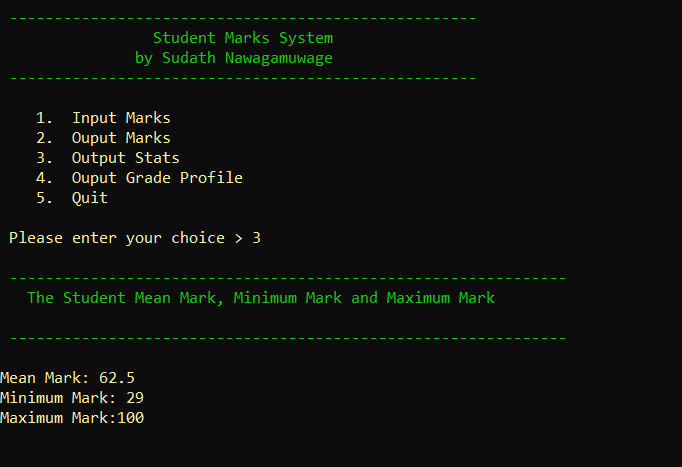 ----------------------------------------------------
Student Marks System
by Sudath Nawagamuwage
----------------------------------------------------
1. Input Marks
2. Ouput Marks
3. Output Stats
4. Ouput Grade Profile
5. Quit
Please enter your choice > 3
--------------------------------------------------------------
The Student Mean Mark, Minimum Mark and Maximum Mark
--------------------------------------------------------------
Mean Mark: 62.5
Minimum Mark: 29
Maximum Mark:100